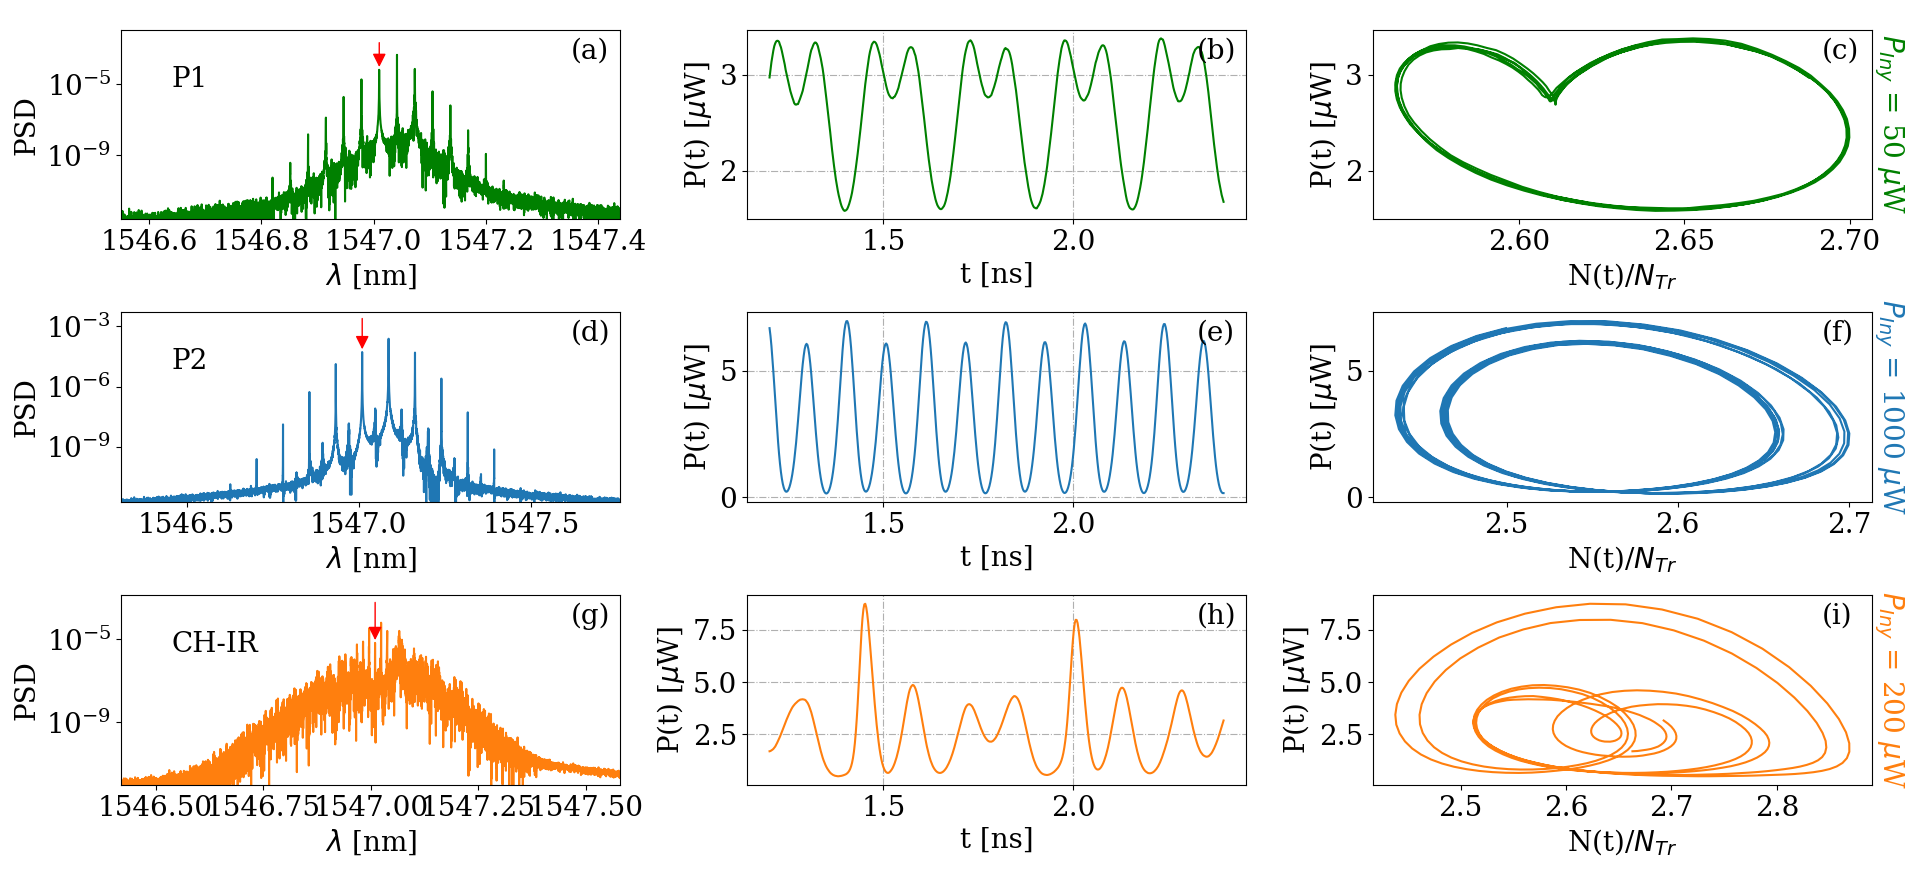 (a)
P1
PSD
10⁻⁵
10⁻⁹
1546.6 1546.8 1547.0 1547.2 1547.4
λ [nm]
(b)
P(t) [μW]
3
2
1.5 2.0
t [ns]
(c)
P(t) [μW]
3
2
2.60 2.65 2.70
N(t)/N_Tr
P_Iny = 50 μW
(d)
P2
PSD
10⁻³
10⁻⁶
10⁻⁹
1546.5 1547.0 1547.5
λ [nm]
(e)
P(t) [μW]
5
0
1.5 2.0
t [ns]
(f)
P(t) [μW]
5
0
2.5 2.6 2.7
N(t)/N_Tr
P_Iny = 1000 μW
(g)
CH-IR
PSD
10⁻⁵
10⁻⁹
1546.50 1546.75 1547.00 1547.25 1547.50
λ [nm]
(h)
P(t) [μW]
7.5
5.0
2.5
1.5 2.0
t [ns]
(i)
P(t) [μW]
7.5
5.0
2.5
2.5 2.6 2.7 2.8
N(t)/N_Tr
P_Iny = 200 μW